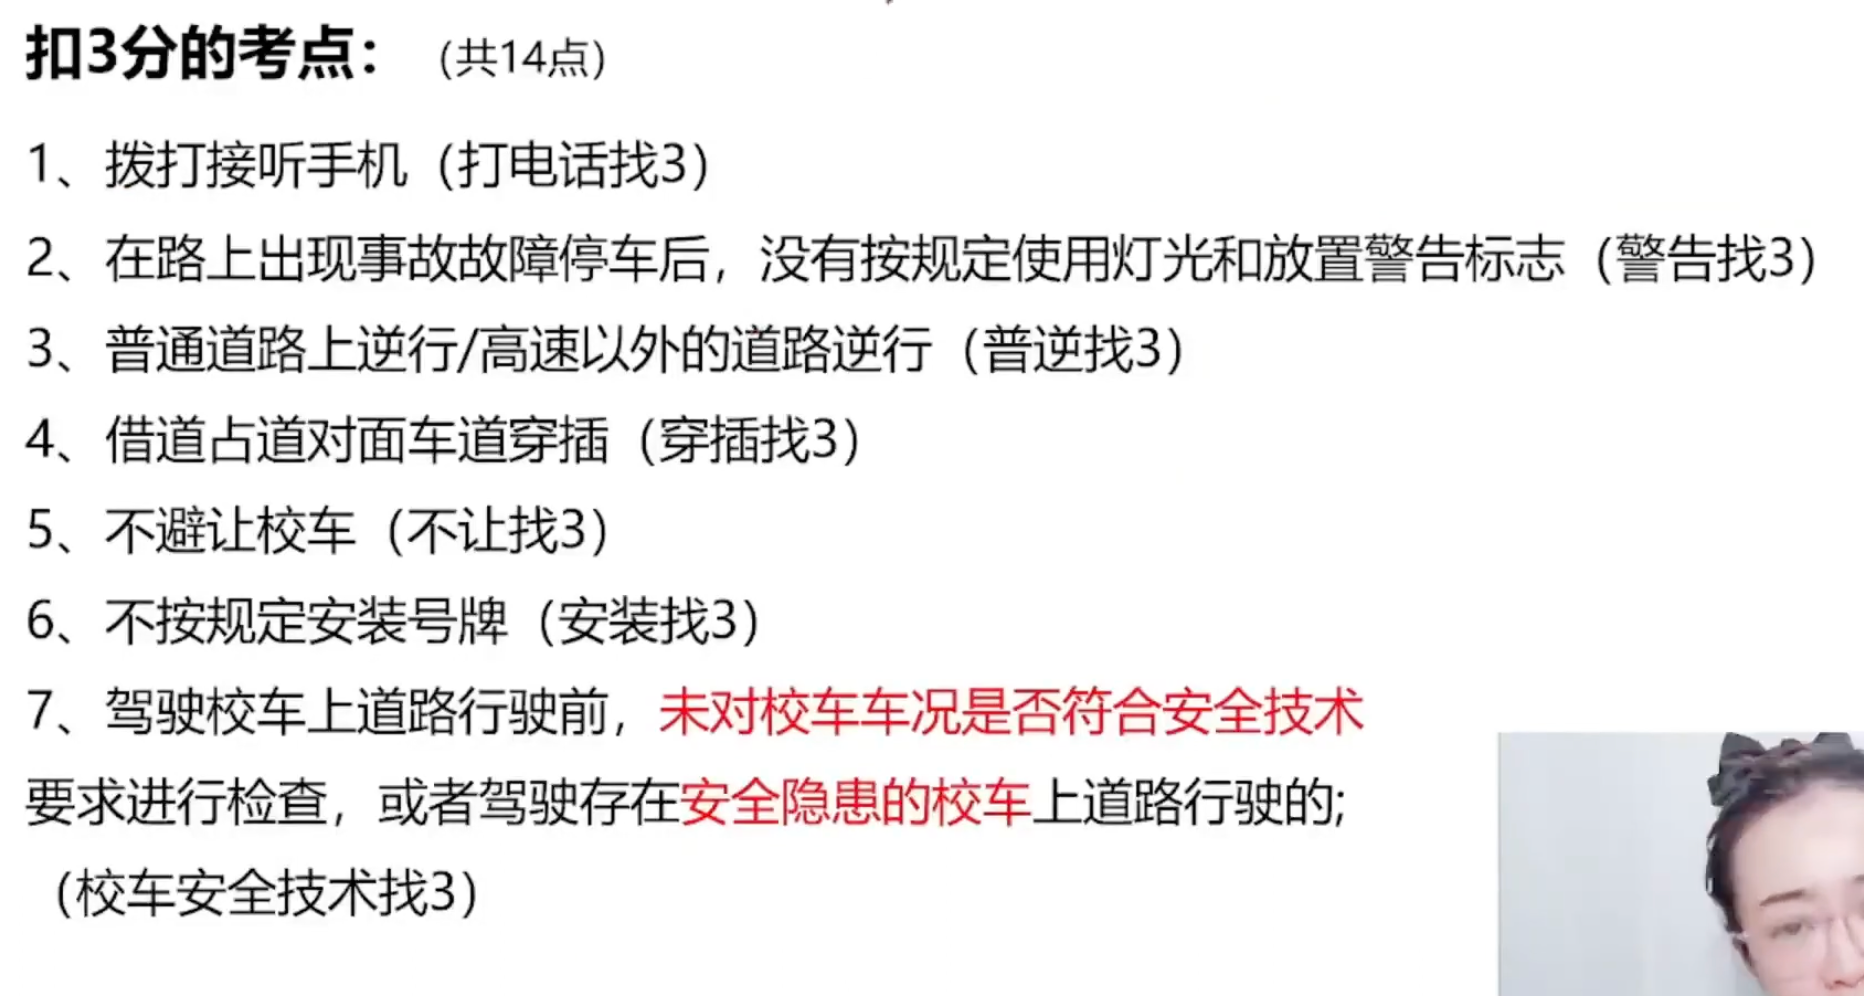 扣3分的考点：（共14点）
1、拨打接听手机（打电话找3）
2、在路上出现事故故障停车后，没有按规定使用灯光和放置警告标志（警告找3）
3、普通道路上逆行/高速以外的道路逆行（普逆找3）
4、借道占道对面车道穿插（穿插找3）
5、不避让校车（不让找3）
6、不按规定安装号牌（安装找3）
7、驾驶校车上道路行驶前，未对校车车况是否符合安全技术
要求进行检查，或者驾驶存在安全隐患的校车上道路行驶的;
（校车安全技术找3）